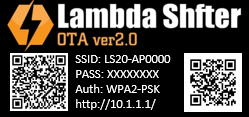 Lambda Shfter
OTA ver2.0
SSID: LS20-AP0000
PASS: XXXXXXXX
Auth: WPA2-PSK
http://10.1.1.1/